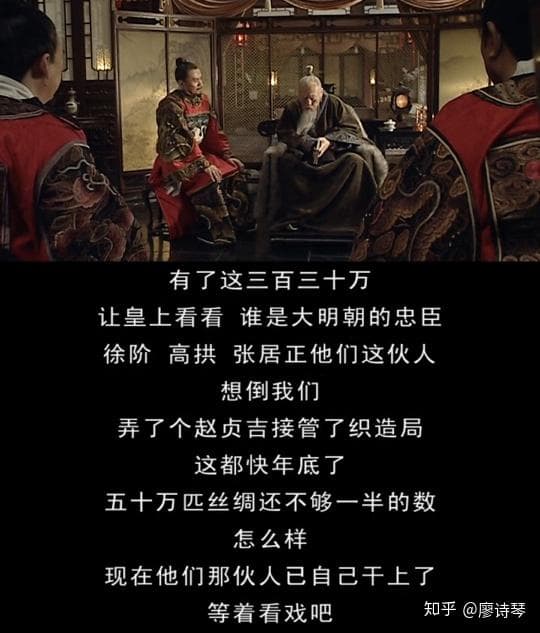 有了这三百三十万
让皇上看看 谁是大明朝的忠臣
徐阶 高拱 张居正他们这伙人
想倒我们
弄了个赵贞吉接管了织造局
这都快年底了
五十万匹丝绸还不够一半的数
怎么样
现在他们那伙人已自己干上了
等着看戏吧
知乎 @廖诗琴